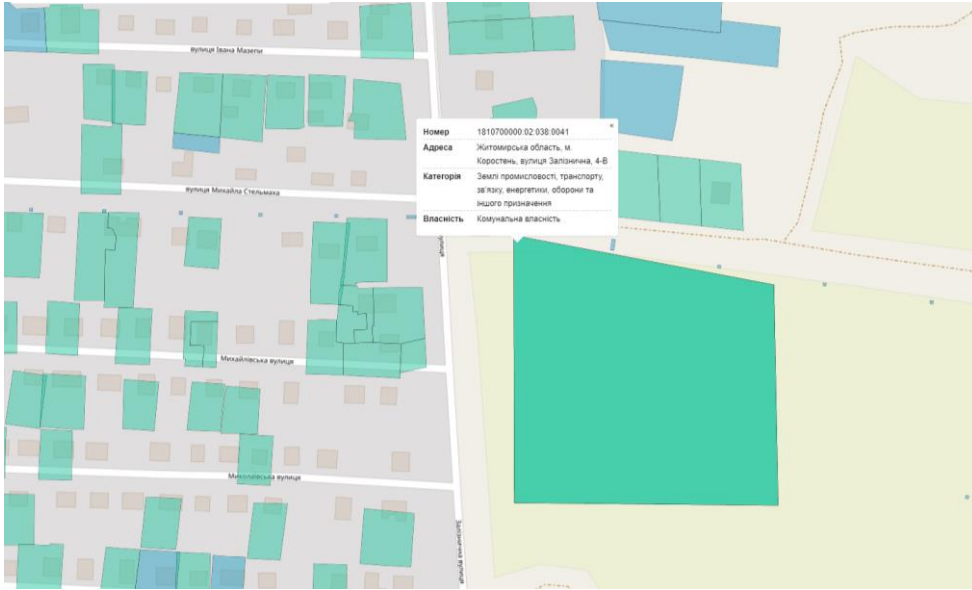 вулиця Івана Мазепи
×
Номер 1810700000:02:038:0041
Адреса Житомирська область, м.
Коростень, вулиця Залізнична, 4-В
Категорія Землі промисловості, транспорту,
зв'язку, енергетики, оборони та
іншого призначення
Власність Комунальна власність
вулиця Михайла Стельмаха
вулиця
Михайлівська вулиця
Миколаївська вулиця
Залізнична вулиця